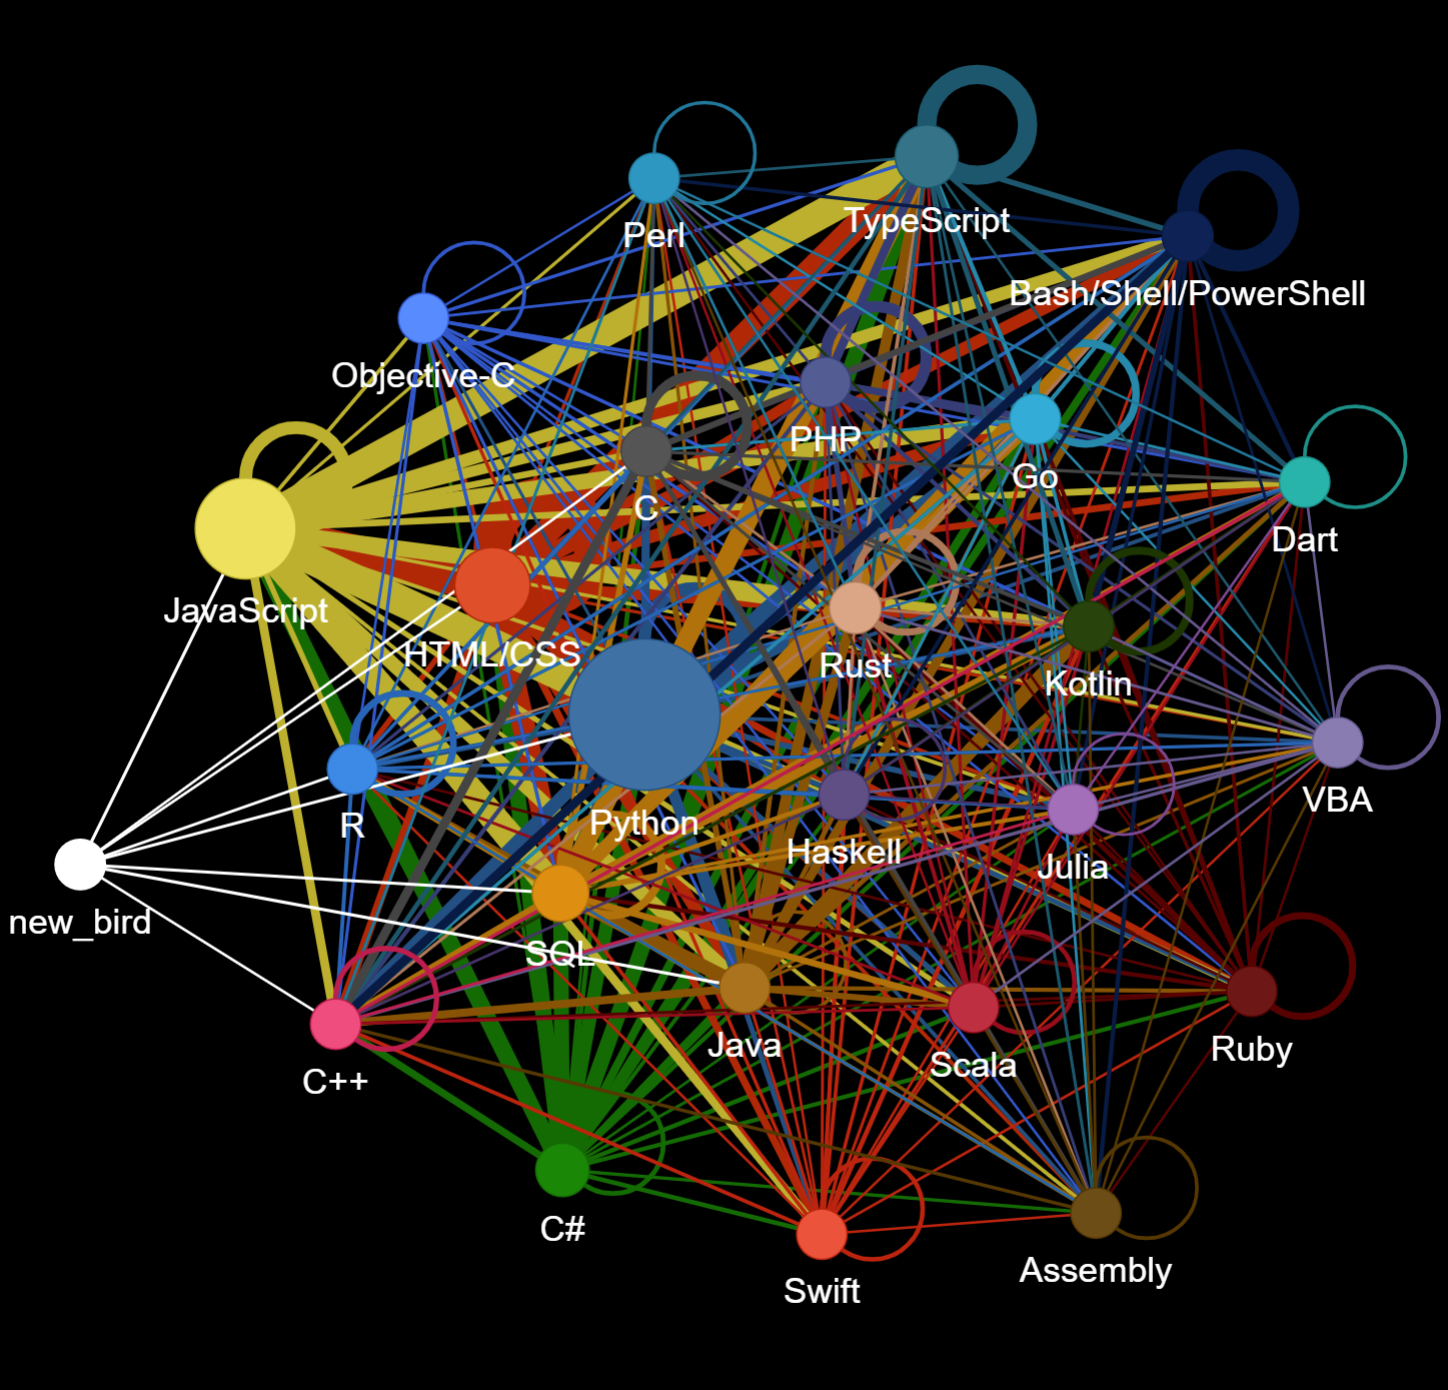 TypeScript
Perl
Bash/Shell/PowerShell
Objective-C
PHP
Go
C
Dart
JavaScript
HTML/CSS
Rust
Kotlin
VBA
R
Python
Haskell
Julia
new_bird
SQL
Java
Scala
Ruby
C++
C#
Swift
Assembly